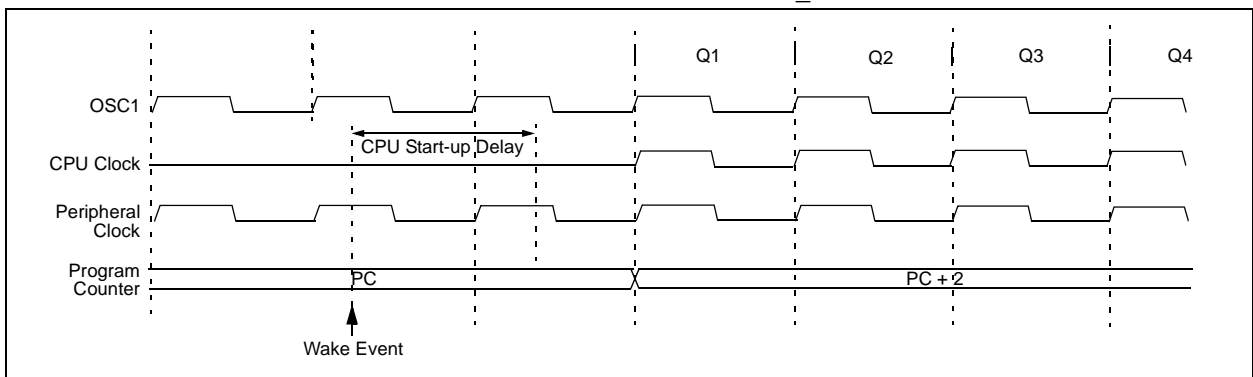 Q1 Q2 Q3 Q4
OSC1
CPU Start-up Delay
CPU Clock
Peripheral
Clock
Program
Counter
PC PC + 2
Wake Event